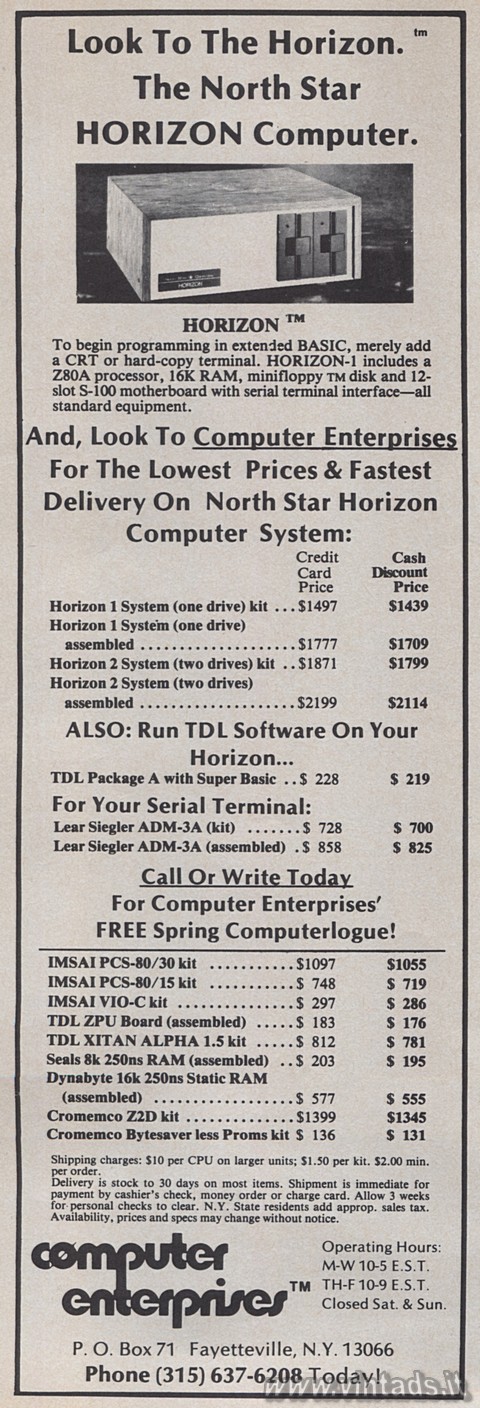 Look To The Horizon. tm
The North Star
HORIZON Computer.
HORIZON
HORIZON ™
To begin programming in extended BASIC, merely add
a CRT or hard-copy terminal. HORIZON-1 includes a
Z80A processor, 16K RAM, minifloppy TM disk and 12-
slot S-100 motherboard with serial terminal interface—all
standard equipment.
And, Look To Computer Enterprises
For The Lowest Prices & Fastest
Delivery On North Star Horizon
Computer System:
Credit Cash
Card Discount
Price Price
Horizon 1 System (one drive) kit ...$1497 $1439
Horizon 1 System (one drive)
assembled ....................$1777 $1709
Horizon 2 System (two drives) kit ..$1871 $1799
Horizon 2 System (two drives)
assembled ....................$2199 $2114
ALSO: Run TDL Software On Your
Horizon...
TDL Package A with Super Basic ..$ 228 $ 219
For Your Serial Terminal:
Lear Siegler ADM-3A (kit) .......$ 728 $ 700
Lear Siegler ADM-3A (assembled) .$ 858 $ 825
Call Or Write Today
For Computer Enterprises'
FREE Spring Computerlogue!
IMSAI PCS-80/30 kit ...........$1097 $1055
IMSAI PCS-80/15 kit ...........$ 748 $ 719
IMSAI VIO-C kit ...............$ 297 $ 286
TDL ZPU Board (assembled) .....$ 183 $ 176
TDL XITAN ALPHA 1.5 kit .....$ 812 $ 781
Seals 8k 250ns RAM (assembled) ..$ 203 $ 195
Dynabyte 16k 250ns Static RAM
(assembled) ....................$ 577 $ 555
Cromemco Z2D kit ..............$1399 $1345
Cromemco Bytesaver less Proms kit $ 136 $ 131
Shipping charges: $10 per CPU on larger units; $1.50 per kit. $2.00 min.
per order.
Delivery is stock to 30 days on most items. Shipment is immediate for
payment by cashier's check, money order or charge card. Allow 3 weeks
for personal checks to clear. N.Y. State residents add approp. sales tax.
Availability, prices and specs may change without notice.
computer
enterprises™
Operating Hours:
M-W 10-5 E.S.T.
TH-F 10-9 E.S.T.
Closed Sat. & Sun.
P. O. Box 71 Fayetteville, N.Y. 13066
Phone (315) 637-6208 Today!
www.vintads.it